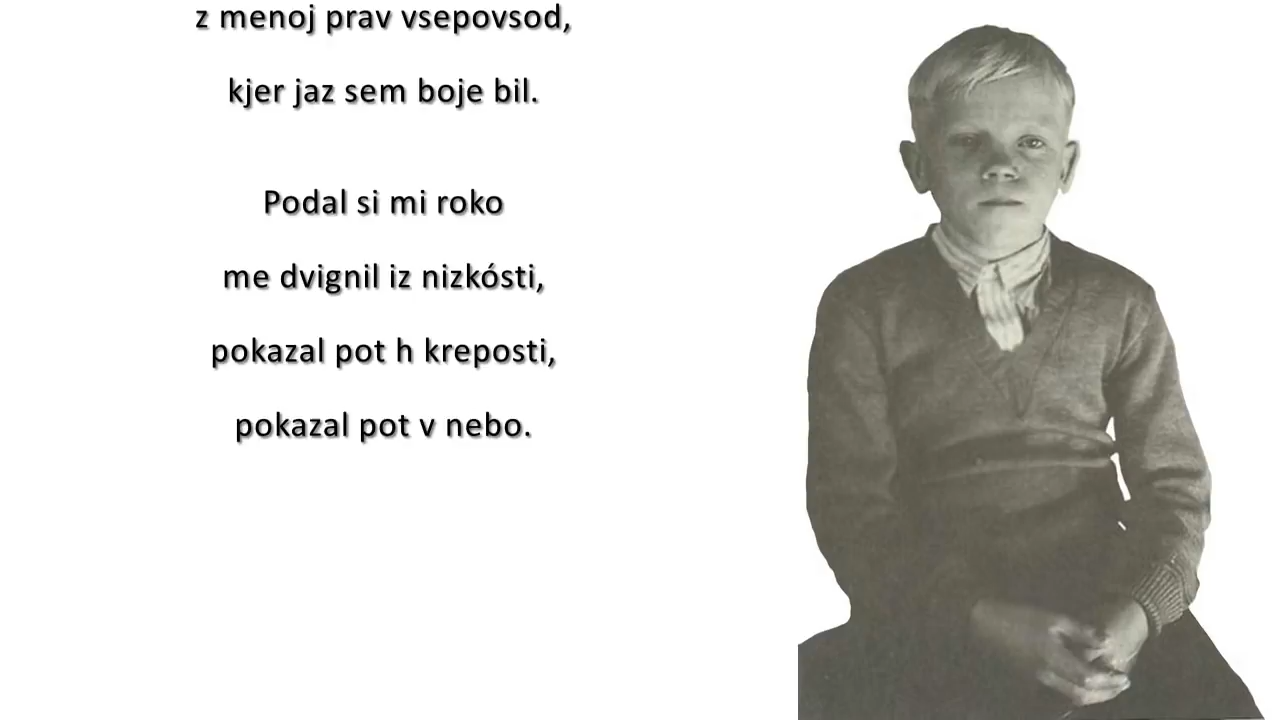 z menoj prav vsepovsod,
kjer jaz sem boje bil.
Podal si mi roko
me dvignil iz nizkósti,
pokazal pot h kreposti,
pokazal pot v nebo.